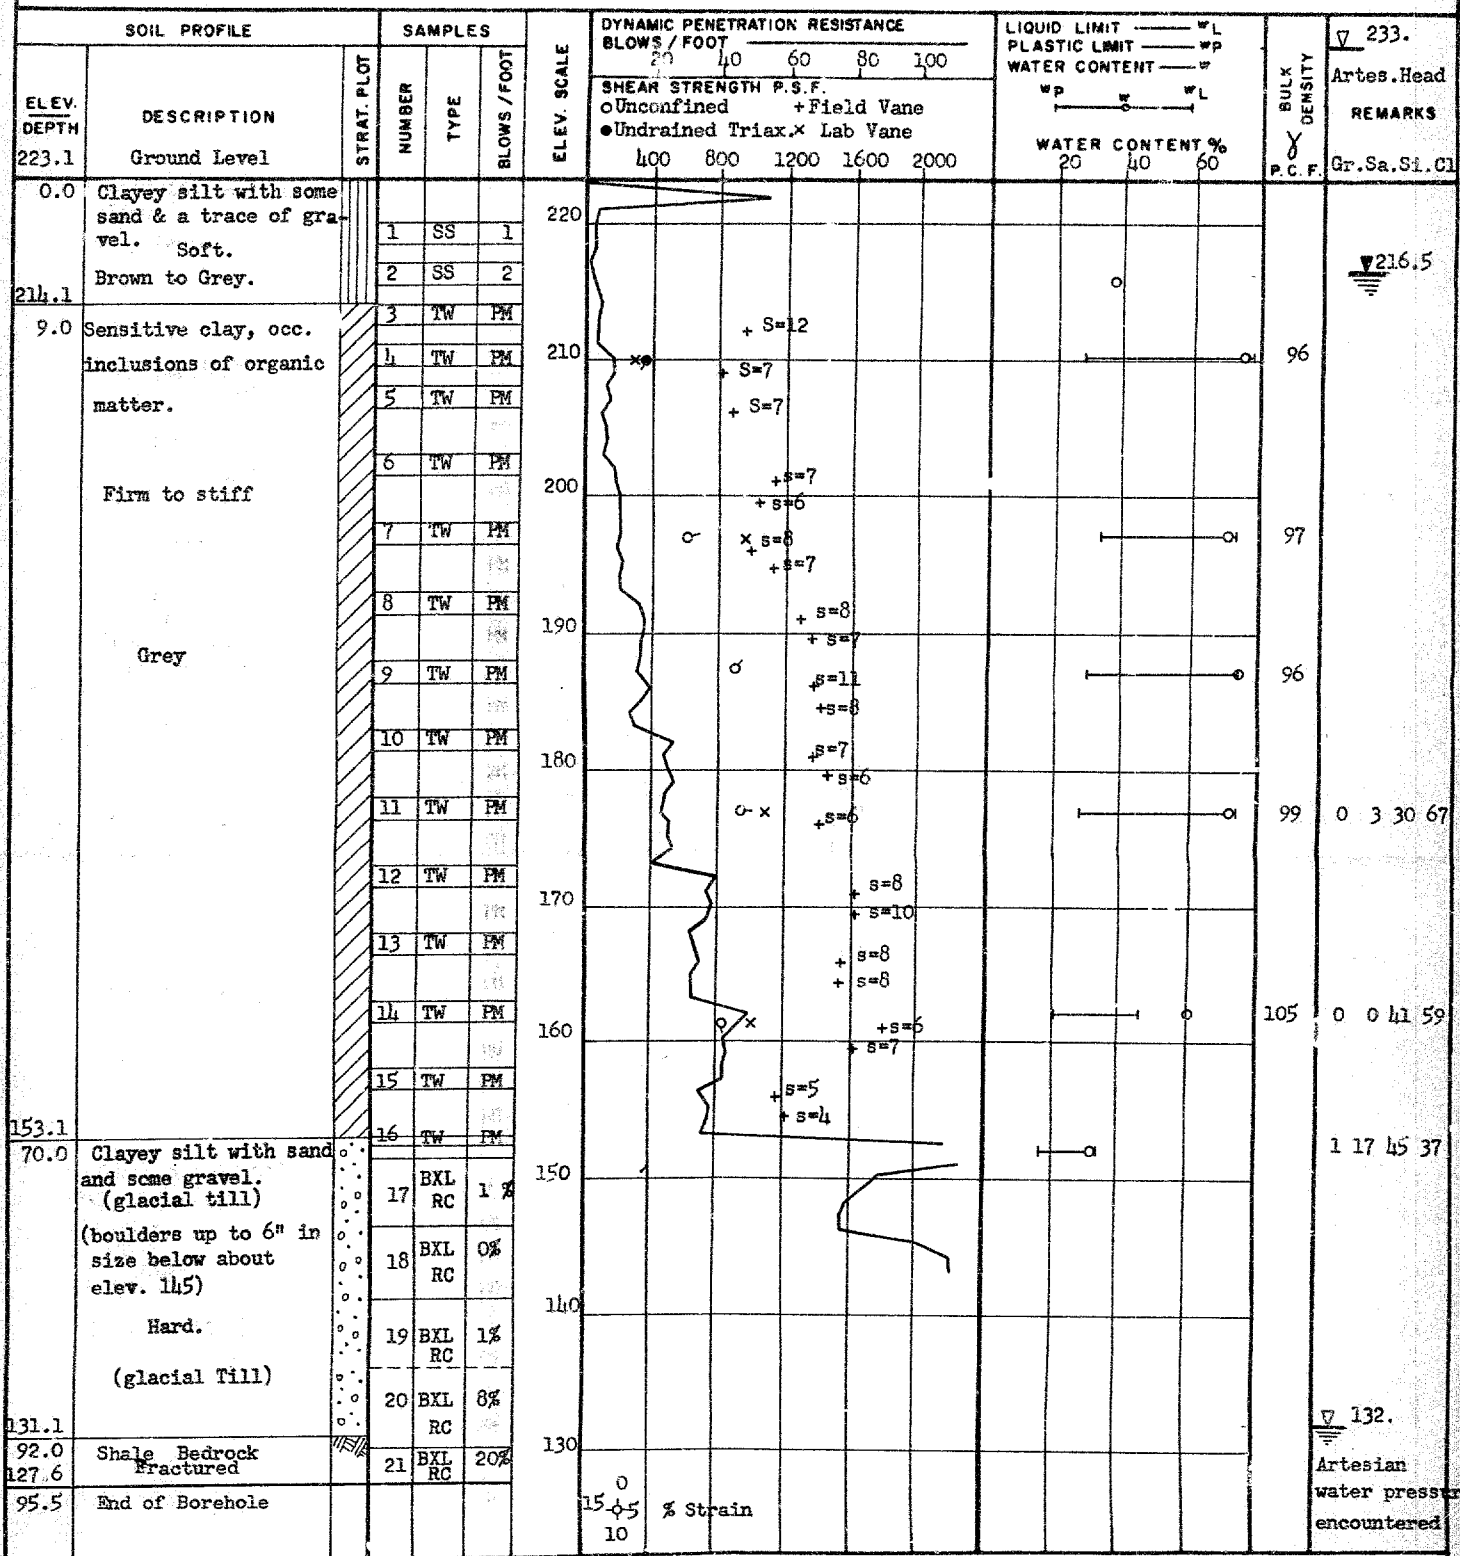 SOIL PROFILE
SAMPLES
ELEV. SCALE
DYNAMIC PENETRATION RESISTANCE
BLOWS / FOOT
20 40 60 80 100
SHEAR STRENGTH P.S.F.
o Unconfined + Field Vane
● Undrained Triax. x Lab Vane
400 800 1200 1600 2000
LIQUID LIMIT —— wL
PLASTIC LIMIT —— wP
WATER CONTENT —— w
wP w wL
WATER CONTENT %
20 40 60
BULK DENSITY
γ
P.C.F.
▽ 233.
Artes.Head
REMARKS
Gr.Sa.Si.Cl
ELEV.
DEPTH
DESCRIPTION
STRAT. PLOT
NUMBER
TYPE
BLOWS / FOOT
223.1 Ground Level
0.0 Clayey silt with some
sand & a trace of gra-
vel. Soft.
Brown to Grey.
214.1
9.0 Sensitive clay, occ.
inclusions of organic
matter.
Firm to stiff
Grey
153.1
70.0 Clayey silt with sand
and some gravel.
(glacial till)
(boulders up to 6" in
size below about
elev. 145)
Hard.
(glacial Till)
131.1
92.0 Shale Bedrock
Fractured
127.6
95.5 End of Borehole
1 SS 1
2 SS 2
3 TW PM
4 TW PM
5 TW PM
6 TW PM
7 TW PM
8 TW PM
9 TW PM
10 TW PM
11 TW PM
12 TW PM
13 TW PM
14 TW PM
15 TW PM
16 TW PM
17 BXL RC 1%
18 BXL RC 0%
19 BXL RC 1%
20 BXL RC 8%
21 BXL RC 20%
220
210
200
190
180
170
160
150
140
130
S=12
S=7
S=7
s=7
s=6
s=8
s=7
s=8
s=7
s=11
s=8
s=7
s=6
s=6
s=8
s=10
s=8
s=8
s=6
s=7
s=5
s=4
0
15 5 % Strain
10
96
97
96
99
105
216.5
0 3 30 67
0 0 41 59
1 17 45 37
▽ 132.
Artesian
water pressur
encountered